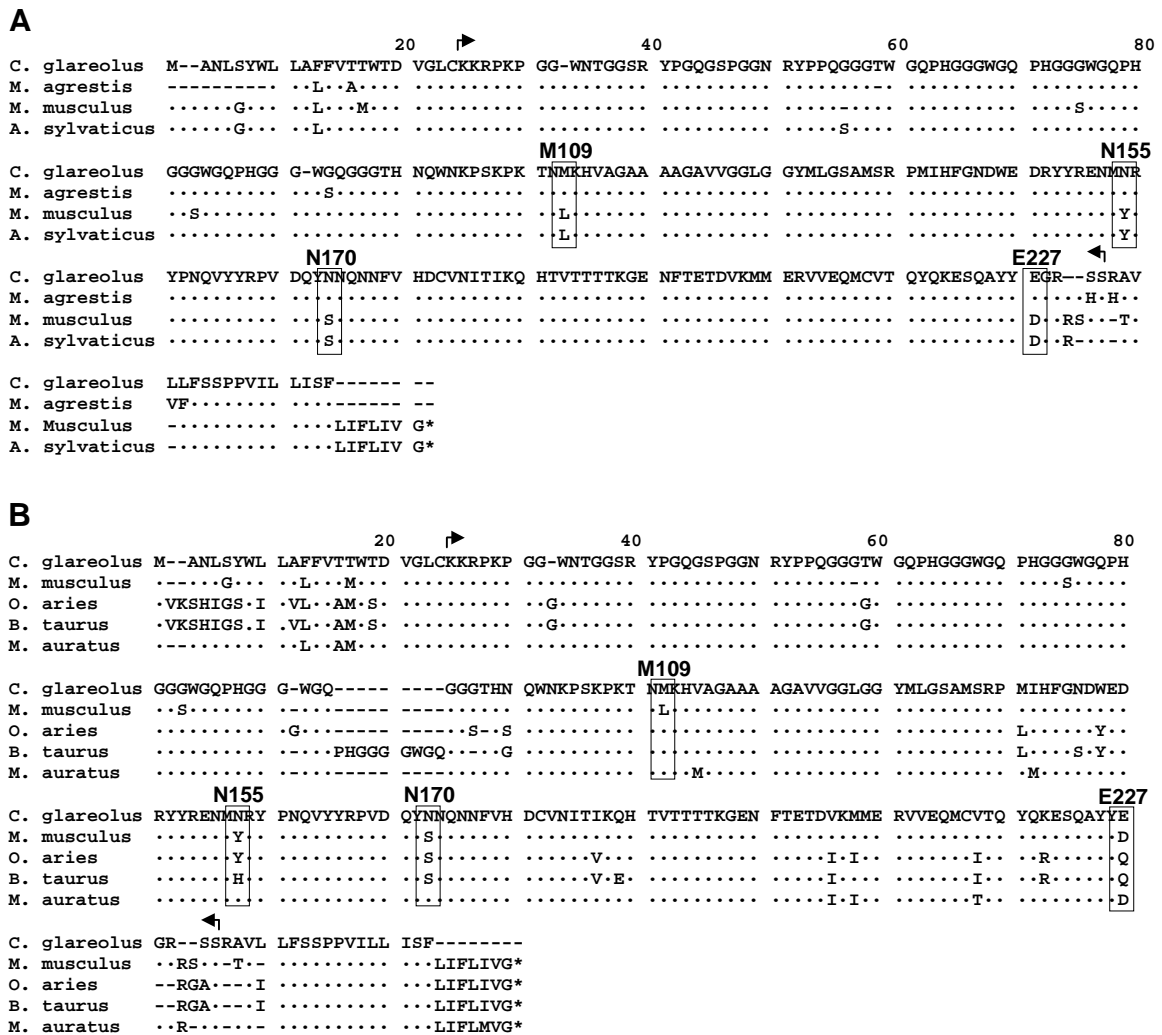 A
20 40 60 80
C. glareolus M--ANLSYWL LAFFVTTWTD VGLCKKRPKP GG-WNTGGSR YPGQGSPGGN RYPPQGGGTW GQPHGGGWGQ PHGGGWGQPH
M. agrestis ---------- ··L··A···· ·········· ·········· ·········· ········-· ·········· ··········
M. musculus ······G··· ··L···M··· ·········· ·········· ·········· ·····-···· ·········· ·····S····
A. sylvaticus ······G··· ··L······· ·········· ·········· ·········· ·····S···· ·········· ··········
M109 N155
C. glareolus GGGWGQPHGG G-WGQGGGTH NQWNKPSKPK TNMKHVAGAA AAGAVVGGLG GYMLGSAMSR PMIHFGNDWE DRYYRENMNR
M. agrestis ·········· ···S······ ·········· ·········· ·········· ·········· ·········· ··········
M. musculus ··S······· ·········· ·········· ··L······· ·········· ·········· ·········· ········Y·
A. sylvaticus ·········· ·········· ·········· ··L······· ·········· ·········· ·········· ········Y·
N170 E227
C. glareolus YPNQVYYRPV DQYNNQNNFV HDCVNITIKQ HTVTTTTKGE NFTETDVKMM ERVVEQMCVT QYQKESQAYY EGR--SSRAV
M. agrestis ·········· ·········· ·········· ·········· ·········· ·········· ·········· ·····H·H··
M. musculus ·········· ···S······ ·········· ·········· ·········· ·········· ·········· D··RS··-T·
A. sylvaticus ·········· ···S······ ·········· ·········· ·········· ·········· ·········· D··R-··-··
C. glareolus LLFSSPPVIL LISF------ --
M. agrestis VF········ ····------ --
M. Musculus -········· ····LIFLIV G*
A. sylvaticus -········· ····LIFLIV G*
B
20 40 60 80
C. glareolus M--ANLSYWL LAFFVTTWTD VGLCKKRPKP GG-WNTGGSR YPGQGSPGGN RYPPQGGGTW GQPHGGGWGQ PHGGGWGQPH
M. musculus ·--···G··· ··L···M··· ·········· ·········· ·········· ·······-·· ·········· ·····S····
O. aries ·VKSHIGS·I ·VL··AM·S· ·········· ··G······· ·········· ········G· ·········· ··········
B. taurus ·VKSHIGS.I .VL··AM·S· ·········· ··G······· ·········· ········G· ·········· ··········
M. auratus ·--······· ··L··AM··· ·········· ·········· ·········· ·········· ·········· ··········
M109
C. glareolus GGGWGQPHGG G-WGQ----- ----GGGTHN QWNKPSKPKT NMKHVAGAAA AGAVVGGLGG YMLGSAMSRP MIHFGNDWED
M. musculus ··S······· ·-···----- ----······ ·········· ·L········ ·········· ·········· ··········
O. aries ·········· ·G···----- ----··S--S ·········· ·········· ·········· ·········· L······Y··
B. taurus ·········· ·-···PHGGG GWGQ··---G ·········· ·········· ·········· ·········· L·····S·Y··
M. auratus ·········· ·-···----- ----······ ·········· ····M····· ·········· ·········· ·M········
N155 N170 E227
C. glareolus RYYRENMNRY PNQVYYRPVD QYNNQNNFVH DCVNITIKQH TVTTTTKGEN FTETDVKMME RVVEQMCVTQ YQKESQAYYE
M. musculus ·······Y·· ·········· ··S······· ·········· ·········· ·········· ·········· ·········D
O. aries ·······Y·· ·········· ··S······· ······V··· ·········· ·····I·I·· ·······I·· ··R······Q
B. taurus ·······H·· ·········· ··S······· ······V·E· ·········· ·····I···· ·······I·· ··R······Q
M. auratus ·········· ·········· ·········· ·········· ·········· ·····I·I·· ·······T·· ·········D
C. glareolus GR--SSRAVL LFSSPPVILL ISF--------
M. musculus ··RS··-T·- ·········· ···LIFLIVG*
O. aries --RGA·--·I ·········· ···LIFLIVG*
B. taurus --RGA·--·I ·········· ···LIFLIVG*
M. auratus ··R-··-··- ·········· ···LIFLMVG*